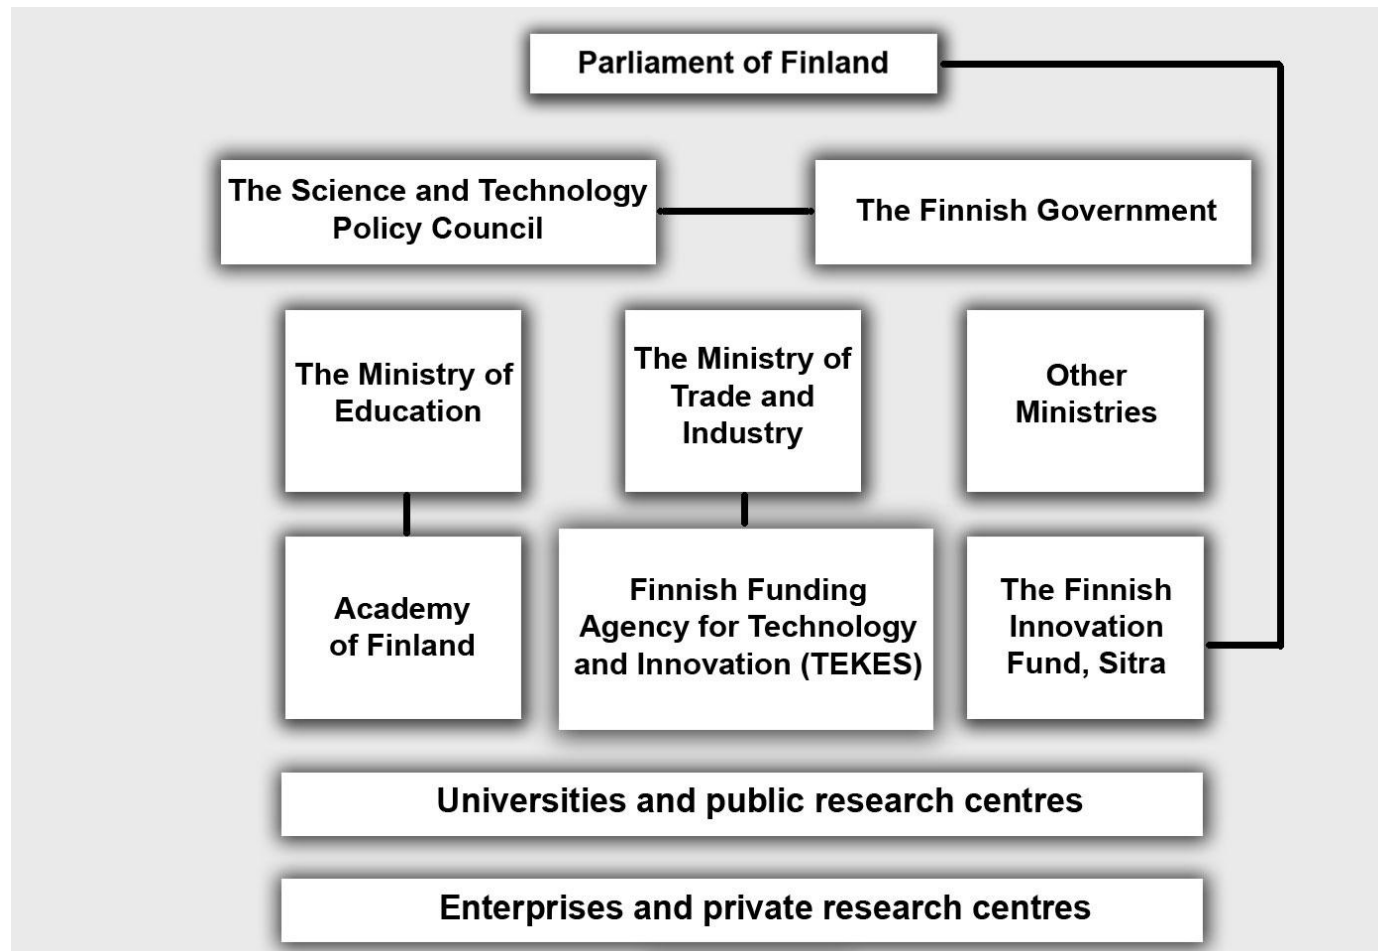 Parliament of Finland
The Science and Technology
Policy Council
The Finnish Government
The Ministry of
Education
The Ministry of
Trade and
Industry
Other
Ministries
Academy
of Finland
Finnish Funding
Agency for Technology
and Innovation (TEKES)
The Finnish
Innovation
Fund, Sitra
Universities and public research centres
Enterprises and private research centres